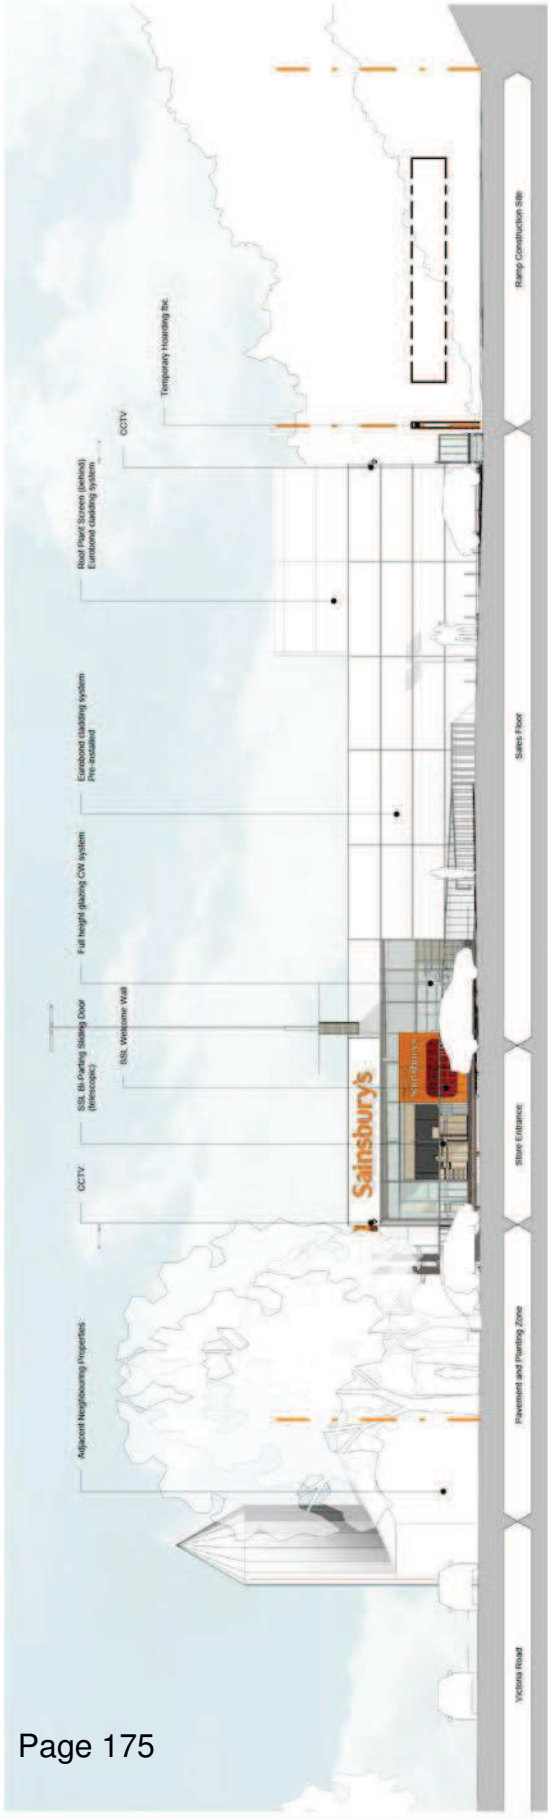 Adjacent Neighbouring Properties
CCTV
SSL Bi-Parting Sliding Door
(telescopic)
SSL Welcome Wall
Full height glazing CW system
Eurobond cladding system
Pre-installed
Roof Plant Screen (behind)
Eurobond cladding system
CCTV
Temporary Hoarding tbc
Sainsbury's
Sainsbury's
Victoria Road
Pavement and Planting Zone
Store Entrance
Sales Floor
Ramp Construction Site
Page 175